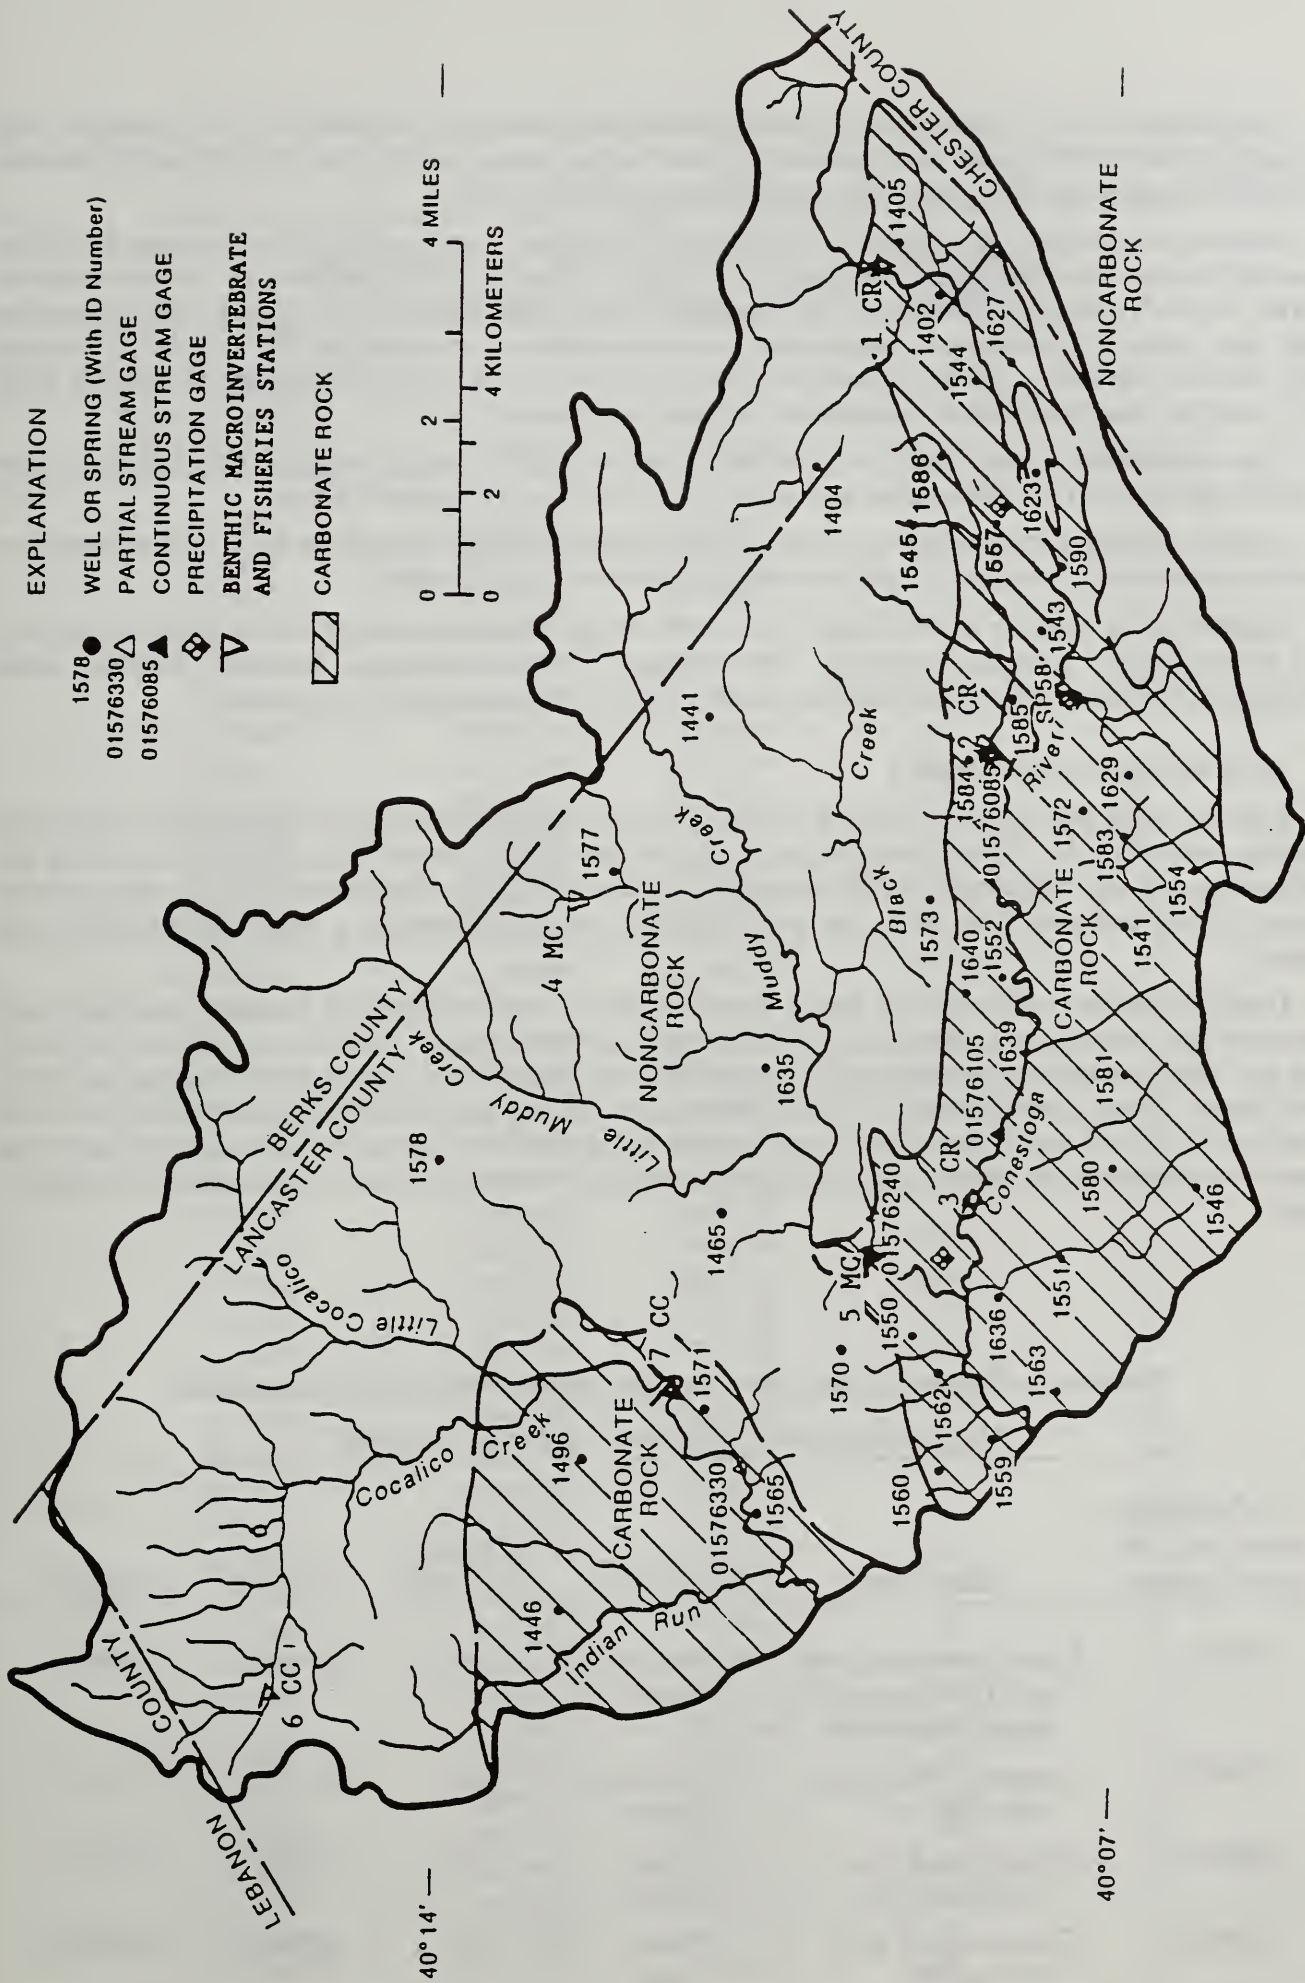 EXPLANATION
1578 WELL OR SPRING (With ID Number)
01576330 PARTIAL STREAM GAGE
01576085 CONTINUOUS STREAM GAGE
PRECIPITATION GAGE
BENTHIC MACROINVERTEBRATE
AND FISHERIES STATIONS
CARBONATE ROCK
0 2 4 MILES
0 2 4 KILOMETERS
LEBANON
COUNTY
BERKS COUNTY
LANCASTER COUNTY
CHESTER COUNTY
40°14'
40°07'
6 CC
Little Cocalico
Cocalico
Creek
1578
1446
1496
CARBONATE
ROCK
Indian Run
01576330
1565
7 CC
1571
Little Muddy Creek
1465
4 MC
1577
NONCARBONATE
ROCK
1635
Muddy
Creek
1441
Black
Creek
1404
1573
1570
5 MC
01576240
1550
1560
1562
1559
1563
1636
1551
3 CR
01576105
Conestoga
1639
1640
1552
1580
1581
1546
CARBONATE
ROCK
1541
1554
1572
1583
1629
River
01576085
1584
2 CR
1585
SP58
1543
1590
1545
1586
1557
1623
1 CR
1402
1405
1544
1627
NONCARBONATE
ROCK